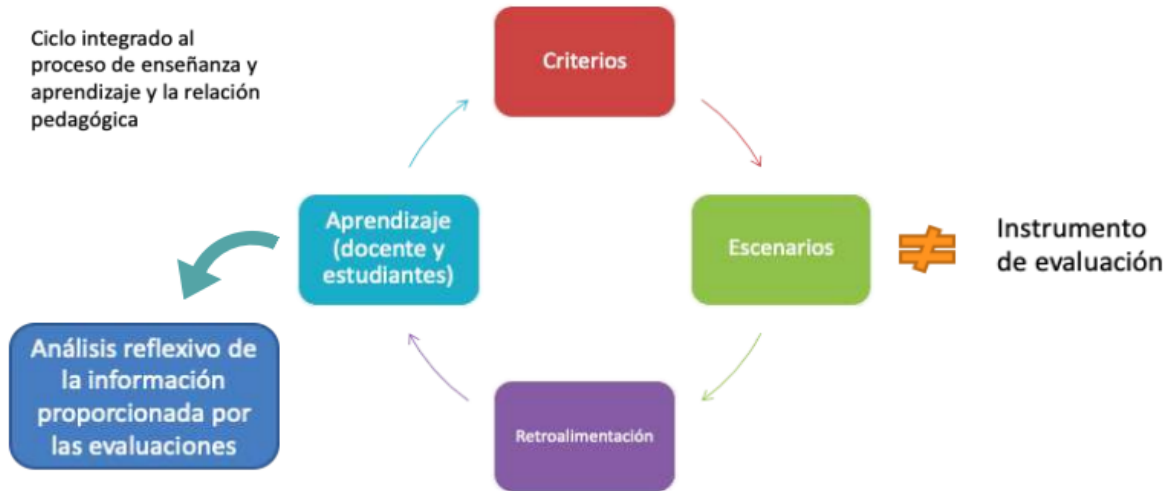 Ciclo integrado al
proceso de enseñanza y
aprendizaje y la relación
pedagógica
Criterios
Aprendizaje
(docente y
estudiantes)
Escenarios
Instrumento
de evaluación
Análisis reflexivo de
la información
proporcionada por
las evaluaciones
Retroalimentación